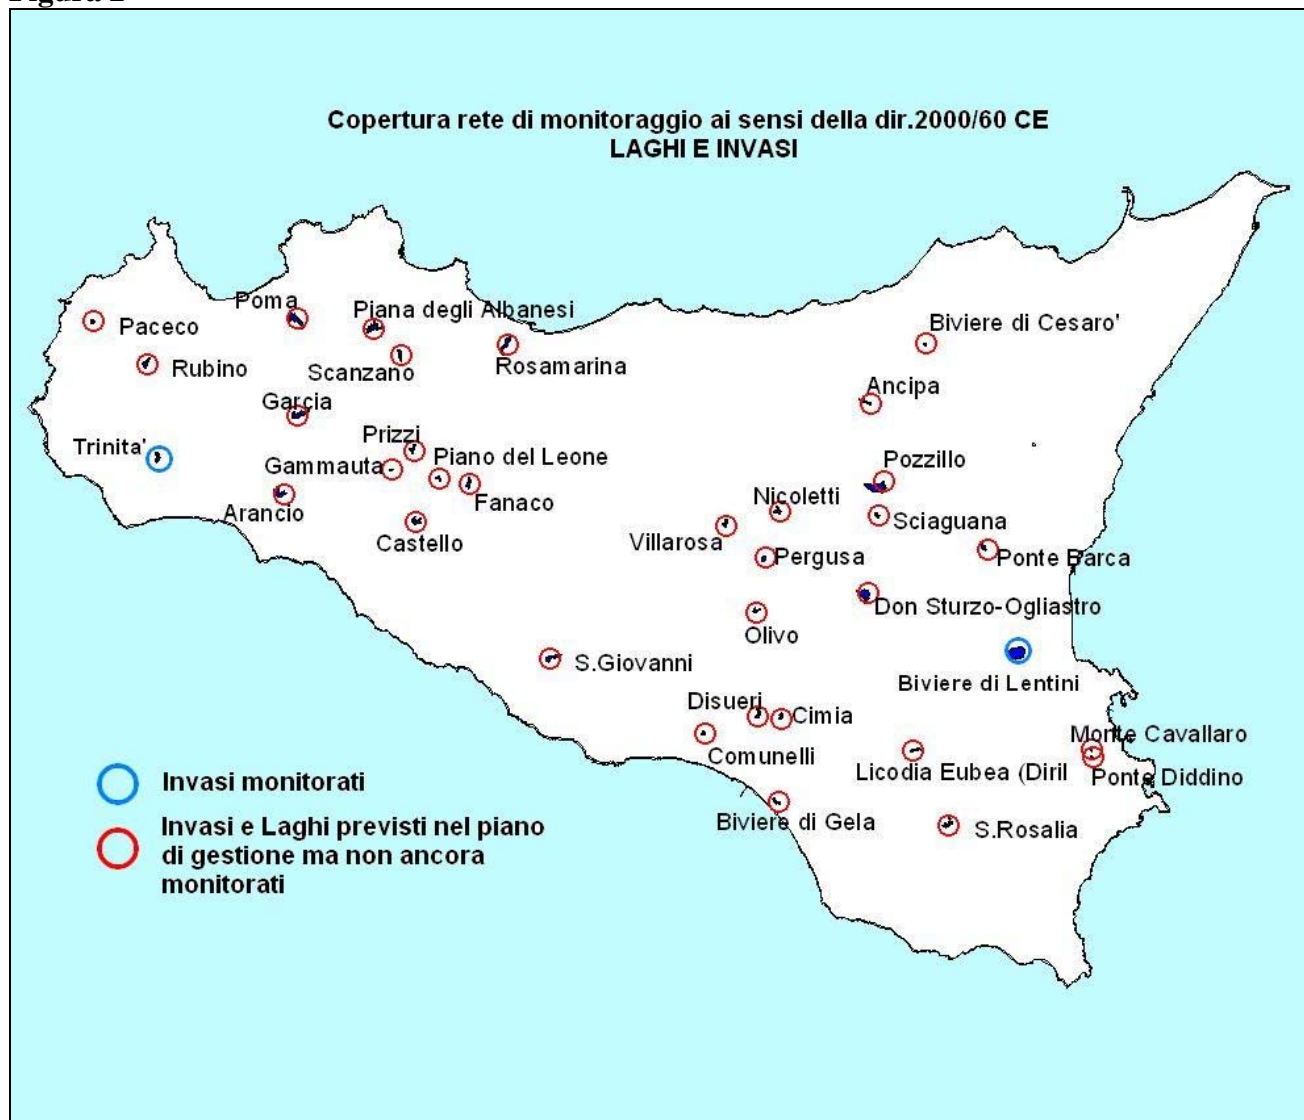 Copertura rete di monitoraggio ai sensi della dir.2000/60 CE
LAGHI E INVASI
Poma
Piana degli Albanesi
Paceco
Biviere di Cesaro'
Rubino
Scanzano
Rosamarina
Ancipa
Garcia
Prizzi
Trinita'
Gammauta
Piano del Leone
Pozzillo
Fanaco
Nicoletti
Arancio
Sciaguana
Castello
Villarosa
Pergusa
Ponte Barca
Don Sturzo-Ogliastro
Olivo
S.Giovanni
Biviere di Lentini
Disueri
Cimia
Monte Cavallaro
Comunelli
Licodia Eubea (Diril
Ponte Diddino
Invasi monitorati
Biviere di Gela
S.Rosalia
Invasi e Laghi previsti nel piano
di gestione ma non ancora
monitorati